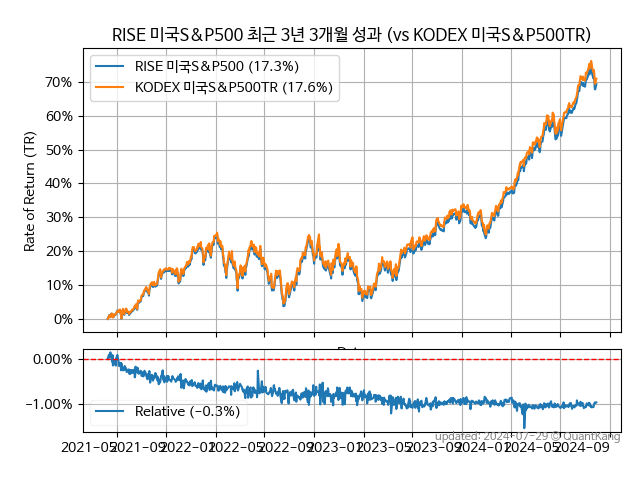 RISE 미국S&P500 최근 3년 3개월 성과 (vs KODEX 미국S&P500TR)
RISE 미국S&P500 (17.3%)
KODEX 미국S&P500TR (17.6%)
Rate of Return (TR)
70%
60%
50%
40%
30%
20%
10%
0%
0.00%
−1.00%
Relative (−0.3%)
updated: 2024-07-29 © QuantKang
2021-05 2021-09 2022-01 2022-05 2022-09 2023-01 2023-05 2023-09 2024-01 2024-05 2024-09